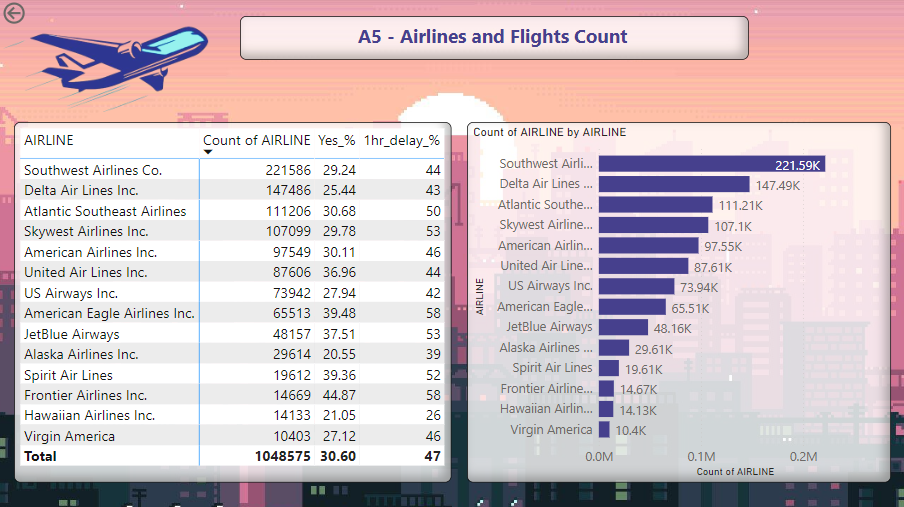 A5 - Airlines and Flights Count
AIRLINE Count of AIRLINE Yes_% 1hr_delay_%
Southwest Airlines Co. 221586 29.24 44
Delta Air Lines Inc. 147486 25.44 43
Atlantic Southeast Airlines 111206 30.68 50
Skywest Airlines Inc. 107099 29.78 53
American Airlines Inc. 97549 30.11 46
United Air Lines Inc. 87606 36.96 44
US Airways Inc. 73942 27.94 42
American Eagle Airlines Inc. 65513 39.48 58
JetBlue Airways 48157 37.51 53
Alaska Airlines Inc. 29614 20.55 39
Spirit Air Lines 19612 39.36 52
Frontier Airlines Inc. 14669 44.87 58
Hawaiian Airlines Inc. 14133 21.05 26
Virgin America 10403 27.12 46
Total 1048575 30.60 47
Count of AIRLINE by AIRLINE
AIRLINE
Southwest Airli... 221.59K
Delta Air Lines ... 147.49K
Atlantic Southe... 111.21K
Skywest Airline... 107.1K
American Airlin... 97.55K
United Air Line... 87.61K
US Airways Inc. 73.94K
American Eagle... 65.51K
JetBlue Airways 48.16K
Alaska Airlines ... 29.61K
Spirit Air Lines 19.61K
Frontier Airline... 14.67K
Hawaiian Airlin... 14.13K
Virgin America 10.4K
0.0M 0.1M 0.2M
Count of AIRLINE